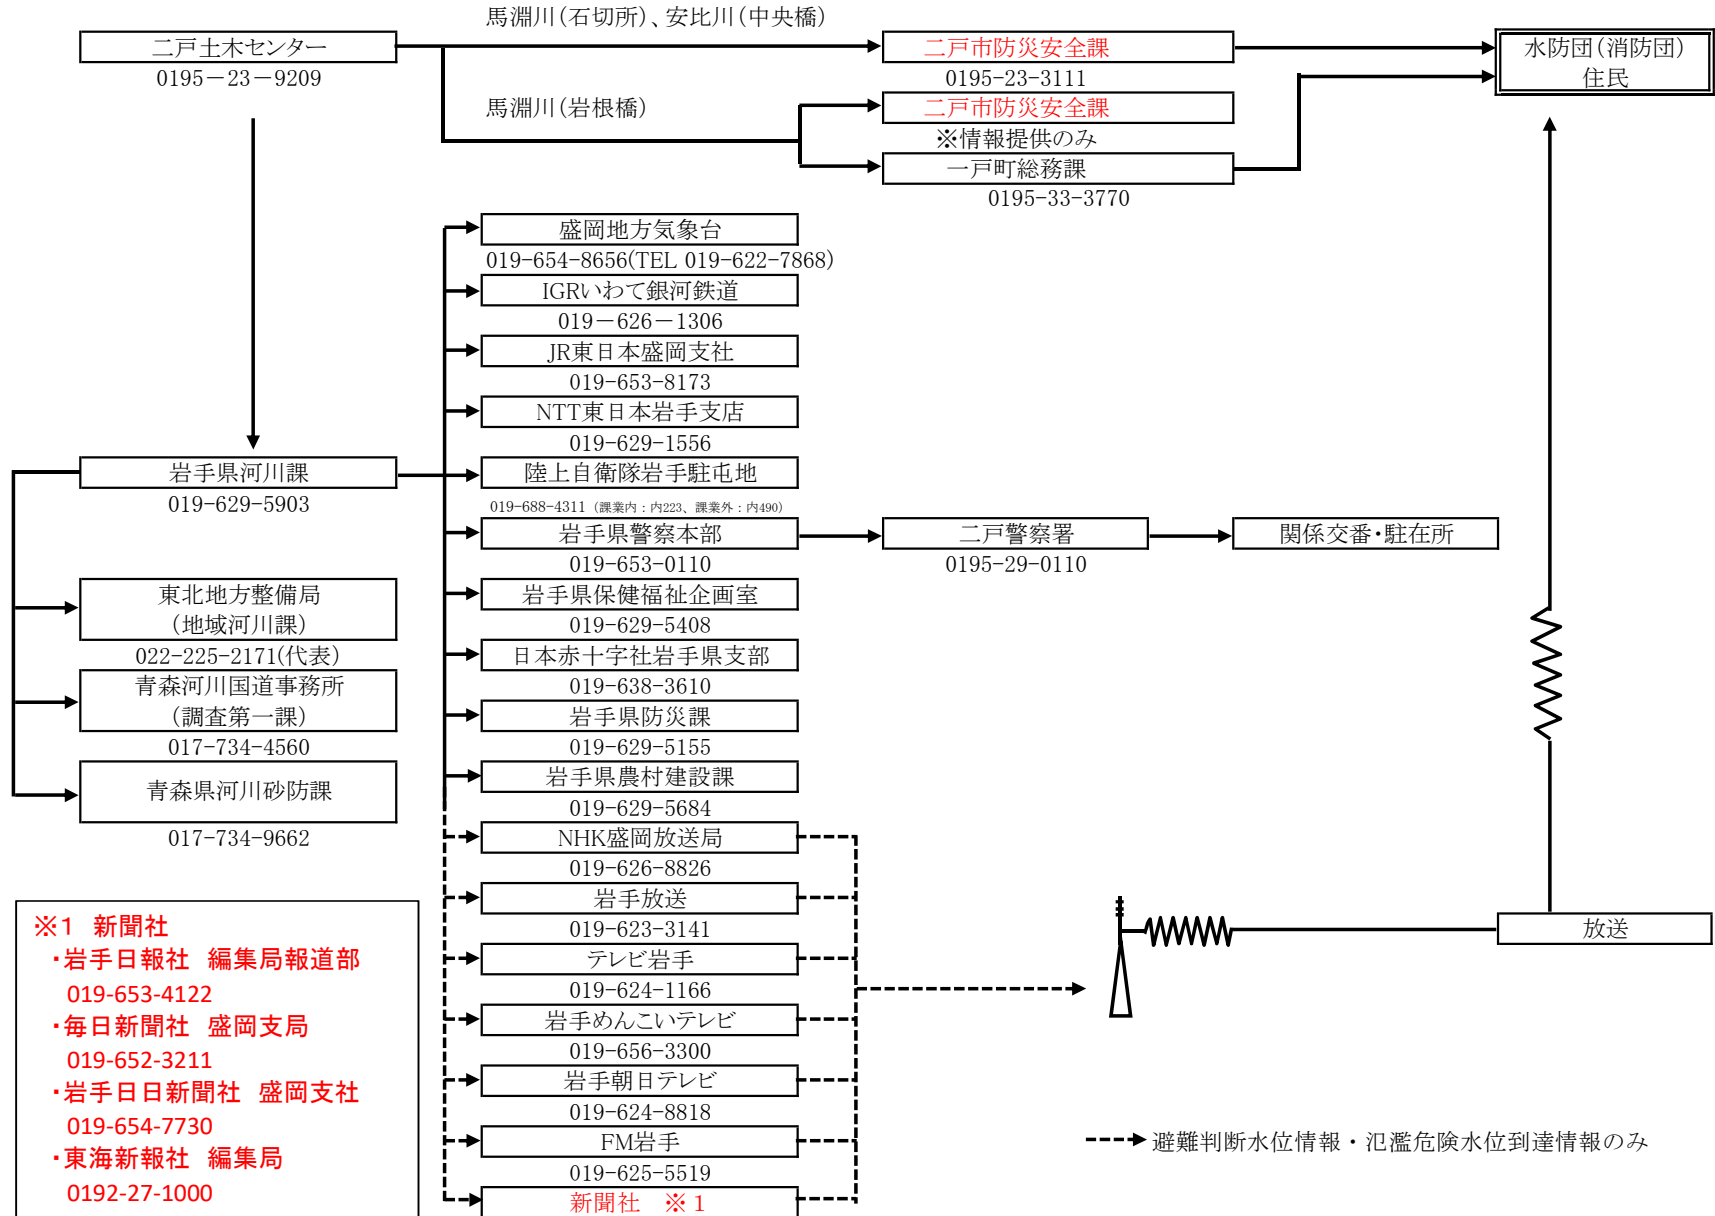 馬淵川(石切所)、安比川(中央橋)
二戸土木センター
0195－23－9209
二戸市防災安全課
0195-23-3111
水防団(消防団)
住民
馬淵川(岩根橋)
二戸市防災安全課
※情報提供のみ
一戸町総務課
0195-33-3770
盛岡地方気象台
019-654-8656(TEL 019-622-7868)
IGRいわて銀河鉄道
019－626－1306
JR東日本盛岡支社
019-653-8173
NTT東日本岩手支店
019-629-1556
岩手県河川課
019-629-5903
陸上自衛隊岩手駐屯地
019-688-4311（課業内：内223、課業外：内490）
岩手県警察本部
019-653-0110
二戸警察署
0195-29-0110
関係交番・駐在所
岩手県保健福祉企画室
019-629-5408
日本赤十字社岩手県支部
019-638-3610
岩手県防災課
019-629-5155
岩手県農村建設課
019-629-5684
東北地方整備局
（地域河川課）
022-225-2171(代表)
青森河川国道事務所
（調査第一課）
017-734-4560
青森県河川砂防課
017-734-9662
NHK盛岡放送局
019-626-8826
岩手放送
019-623-3141
テレビ岩手
019-624-1166
岩手めんこいテレビ
019-656-3300
岩手朝日テレビ
019-624-8818
FM岩手
019-625-5519
新聞社　※1
放送
避難判断水位情報・氾濫危険水位到達情報のみ
※1　新聞社
・岩手日報社　編集局報道部
019-653-4122
・毎日新聞社　盛岡支局
019-652-3211
・岩手日日新聞社　盛岡支社
019-654-7730
・東海新報社　編集局
0192-27-1000